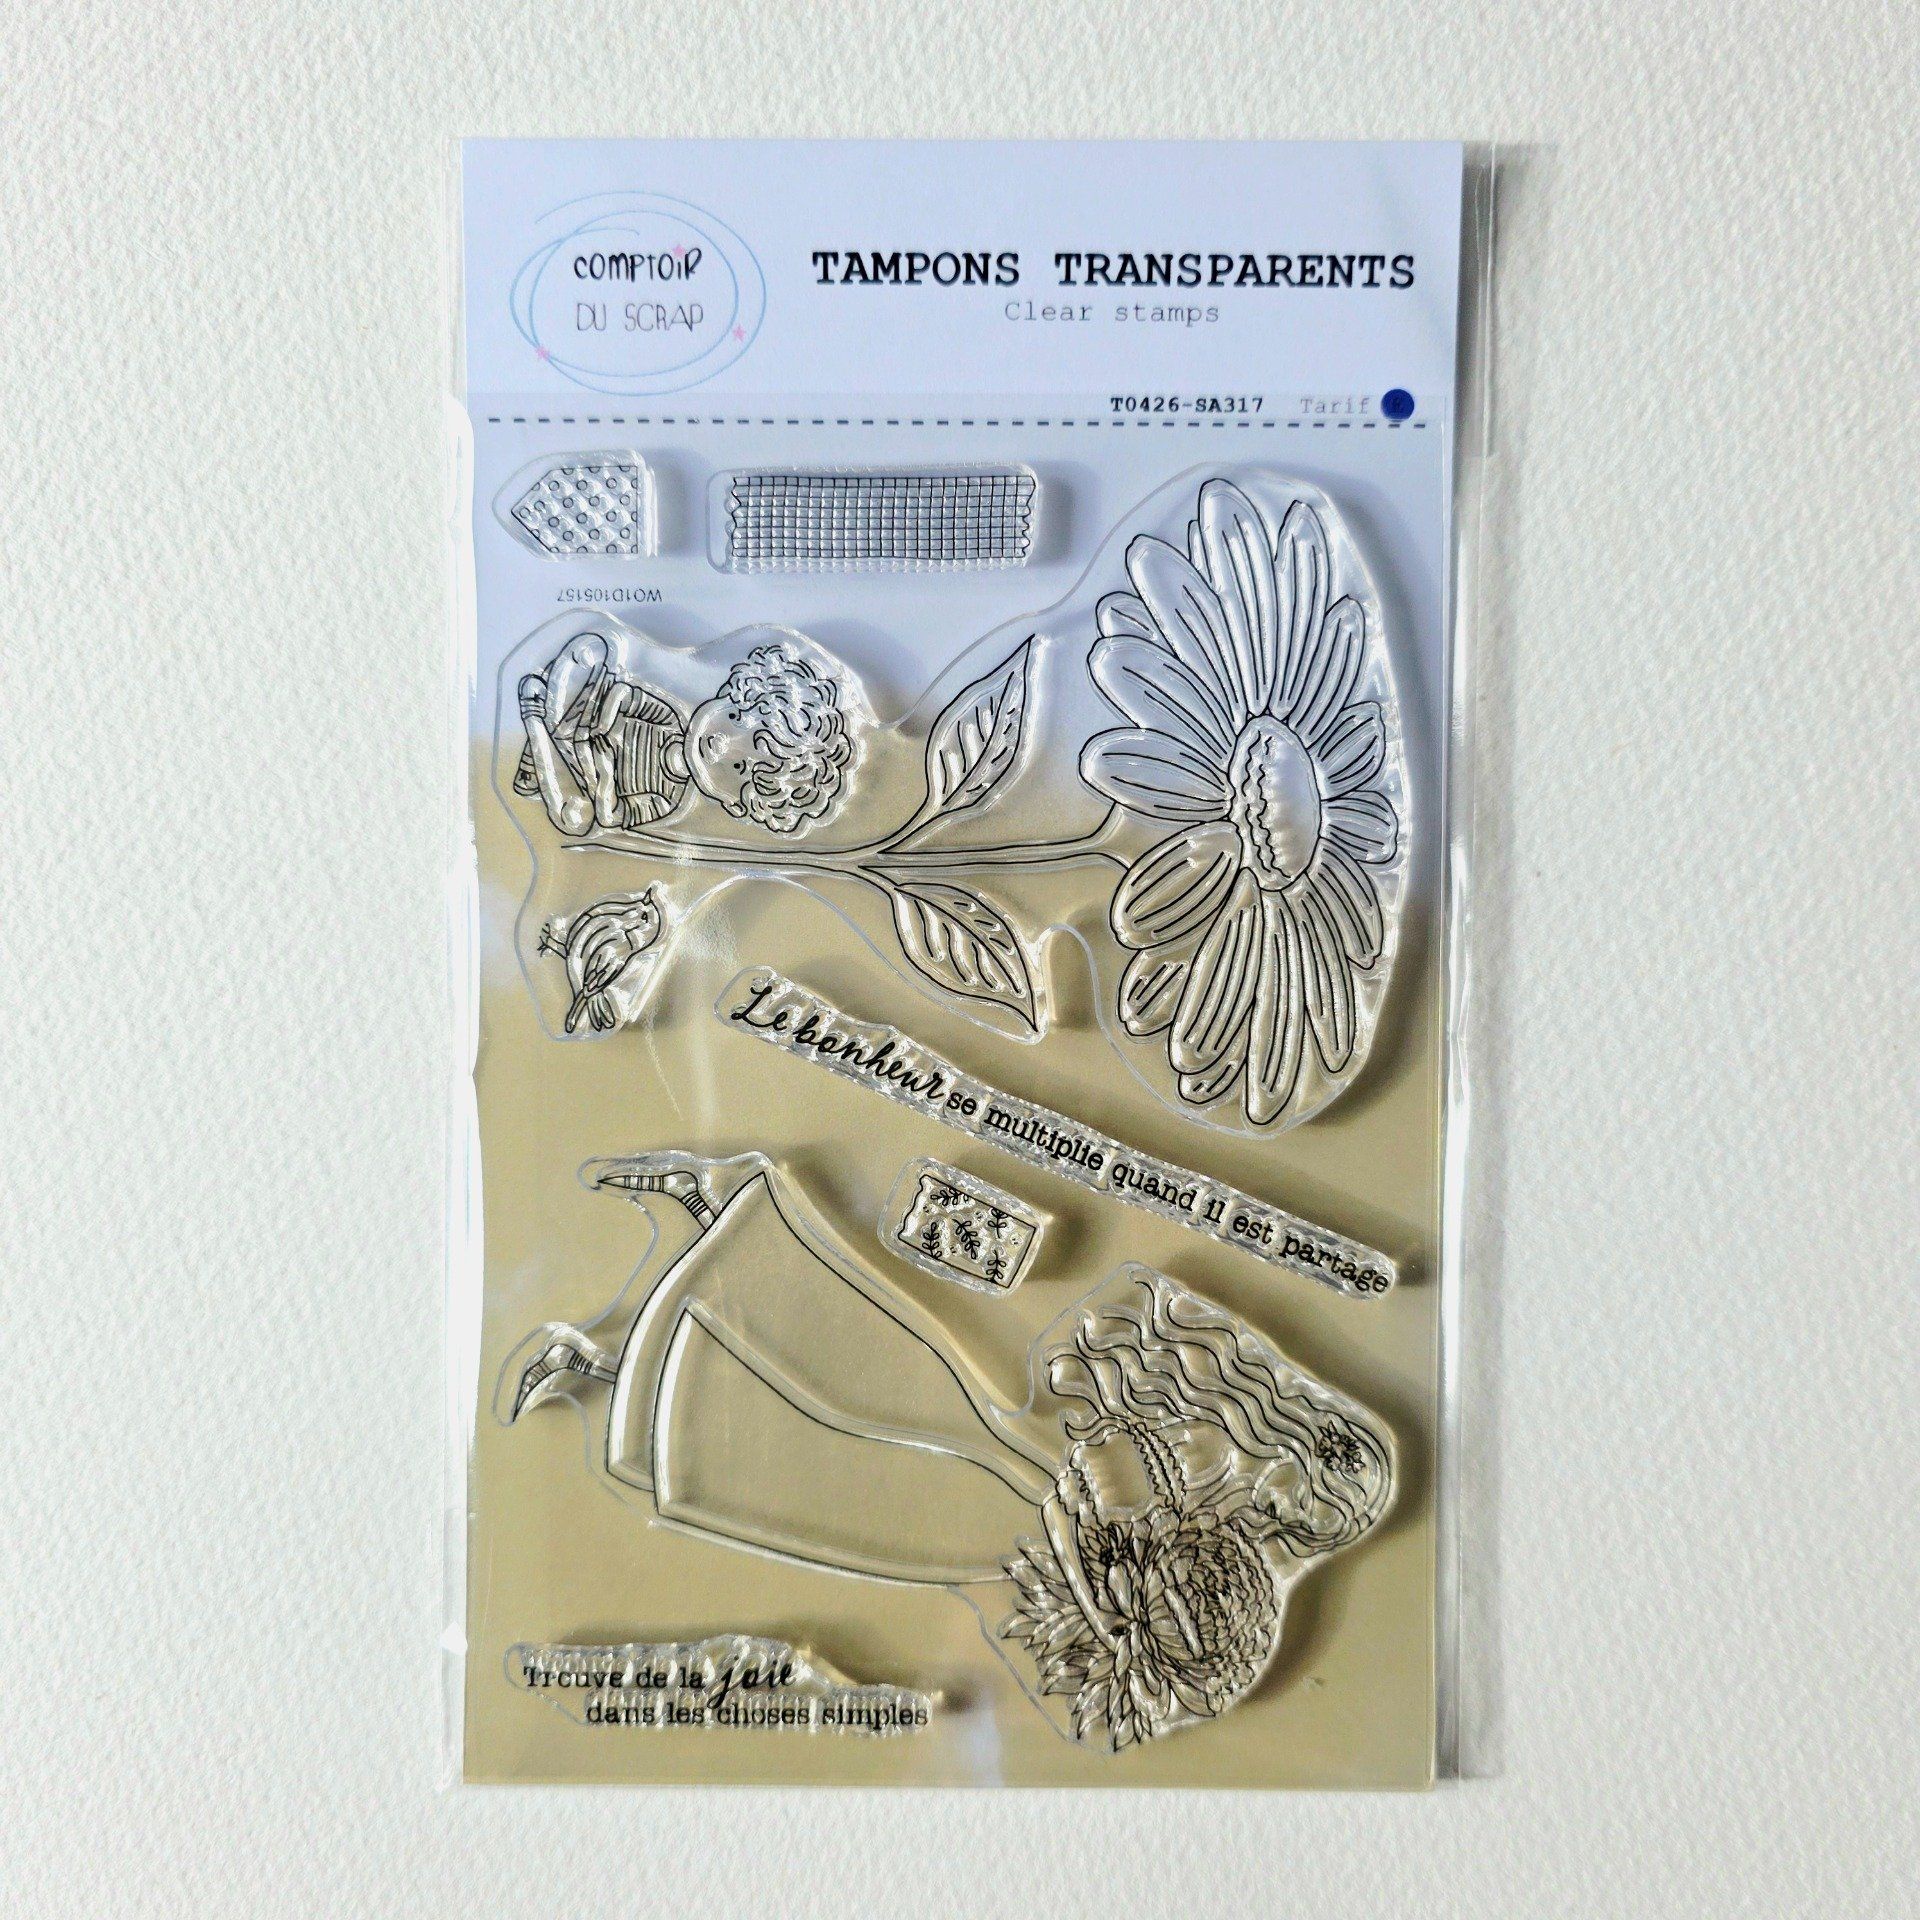 COMPTOIR
DU SCRAP
TAMPONS TRANSPARENTS
Clear stamps
T0426-SA317 Tarif
WO1D105157
Le bonheur se multiplie quand il est partage
Trouve de la joie
dans les choses simples